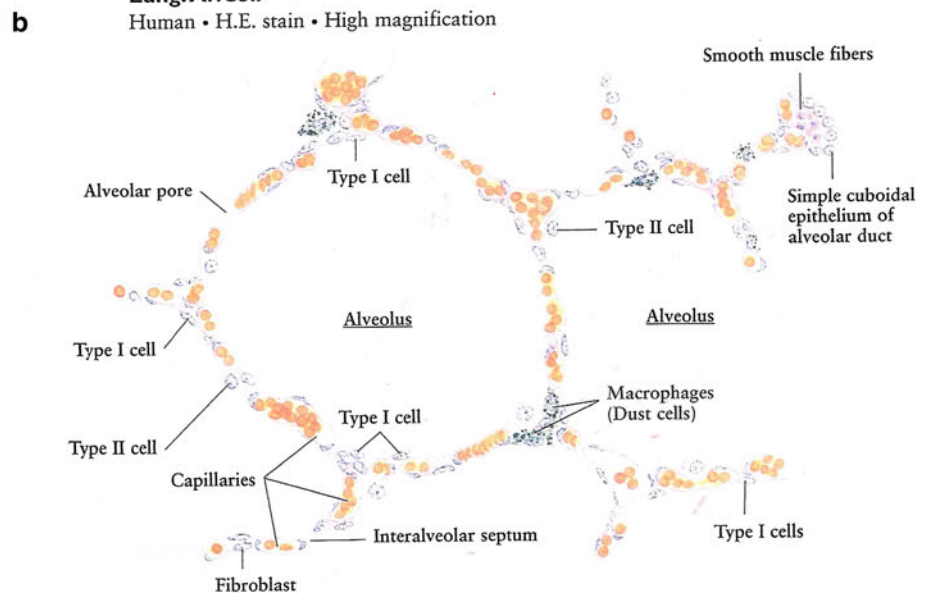 Lung: Alveoli
Human • H.E. stain • High magnification
b
Smooth muscle fibers
Type I cell
Alveolar pore
Simple cuboidal
epithelium of
alveolar duct
Type II cell
Alveolus
Alveolus
Type I cell
Macrophages
(Dust cells)
Type I cell
Type II cell
Capillaries
Type I cells
Interalveolar septum
Fibroblast